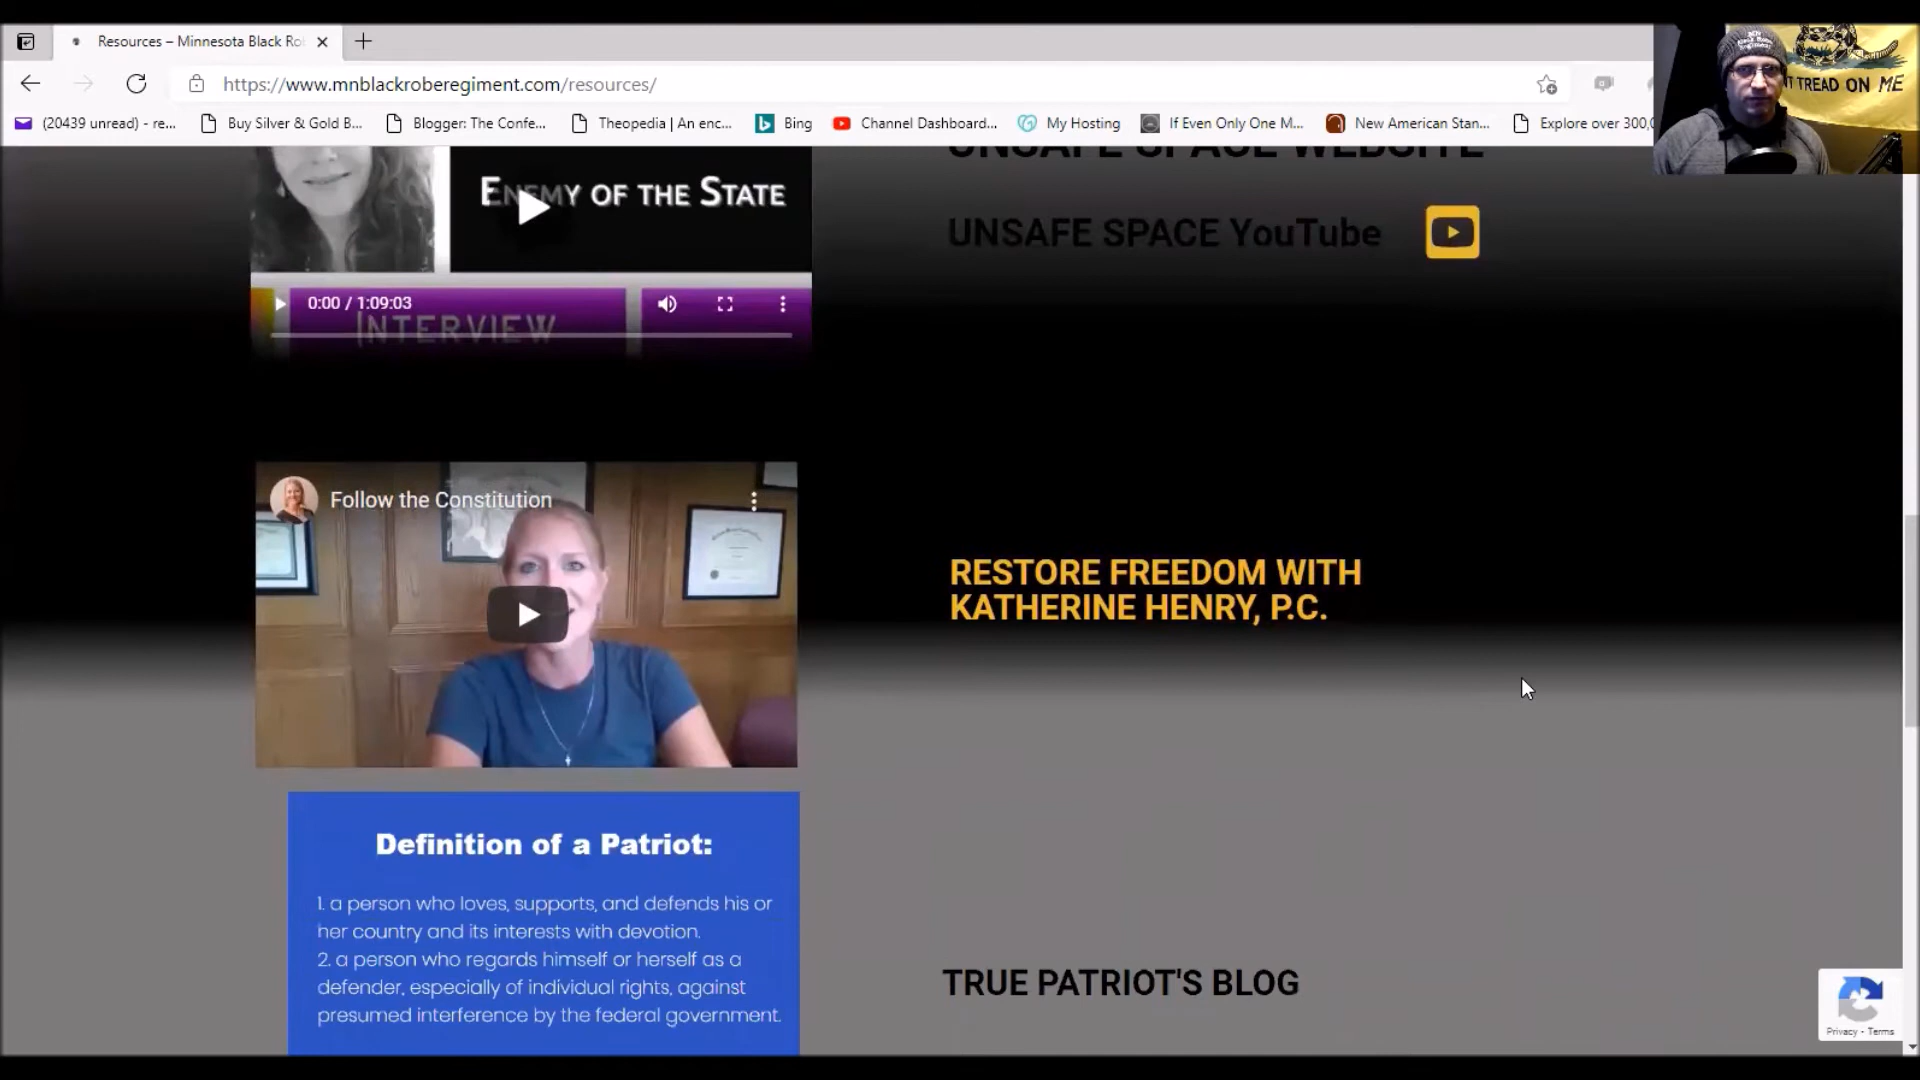 Resources – Minnesota Black Ro
https://www.mnblackroberegiment.com/resources/
(20439 unread) - re...
Buy Silver & Gold B...
Blogger: The Confe...
Theopedia | An enc...
Bing
Channel Dashboard...
My Hosting
If Even Only One M...
New American Stan...
Explore over 300,
T TREAD ON ME
UNSAFE SPACE WEBSITE
ENEMY OF THE STATE
UNSAFE SPACE YouTube
0:00 / 1:09:03
INTERVIEW
Follow the Constitution
RESTORE FREEDOM WITH
KATHERINE HENRY, P.C.
Definition of a Patriot:
1. a person who loves, supports, and defends his or
her country and its interests with devotion.
2. a person who regards himself or herself as a
defender, especially of individual rights, against
presumed interference by the federal government.
TRUE PATRIOT'S BLOG
Privacy - Terms